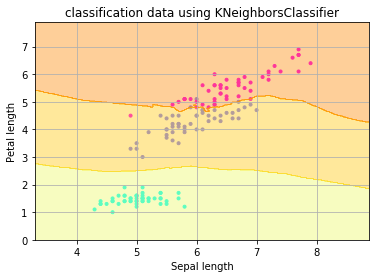 classification data using KNeighborsClassifier
7
6
5
4
3
2
1
0
Petal length
4 5 6 7 8
Sepal length